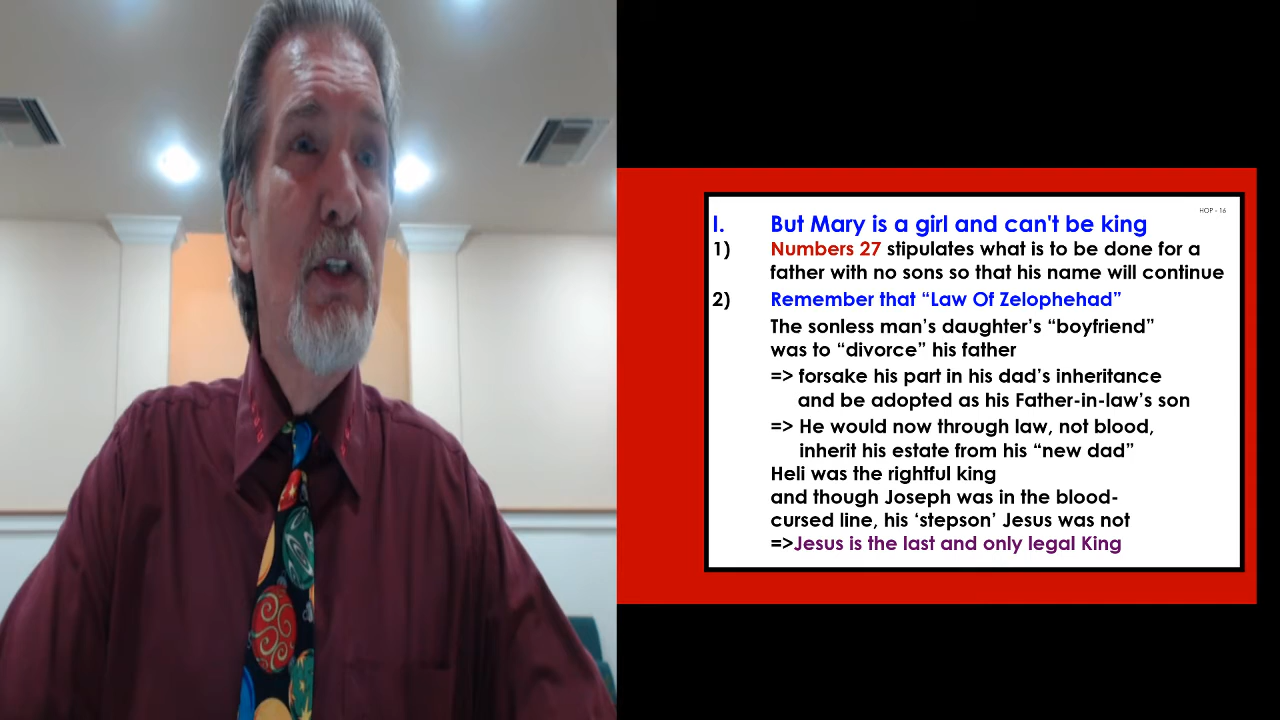 HOP - 16
I. But Mary is a girl and can't be king
1) Numbers 27 stipulates what is to be done for a
father with no sons so that his name will continue
2) Remember that “Law Of Zelophehad”
The sonless man’s daughter’s “boyfriend”
was to “divorce” his father
=> forsake his part in his dad’s inheritance
and be adopted as his Father-in-law’s son
=> He would now through law, not blood,
inherit his estate from his “new dad”
Heli was the rightful king
and though Joseph was in the blood-
cursed line, his ‘stepson’ Jesus was not
=>Jesus is the last and only legal King